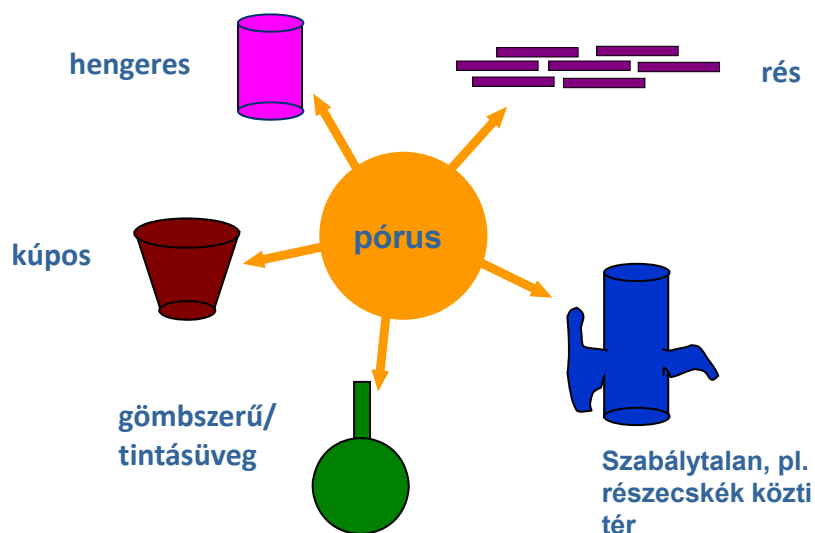 hengeres
rés
pórus
kúpos
gömbszerű/
tintásüveg
Szabálytalan, pl.
részecskék közti
tér